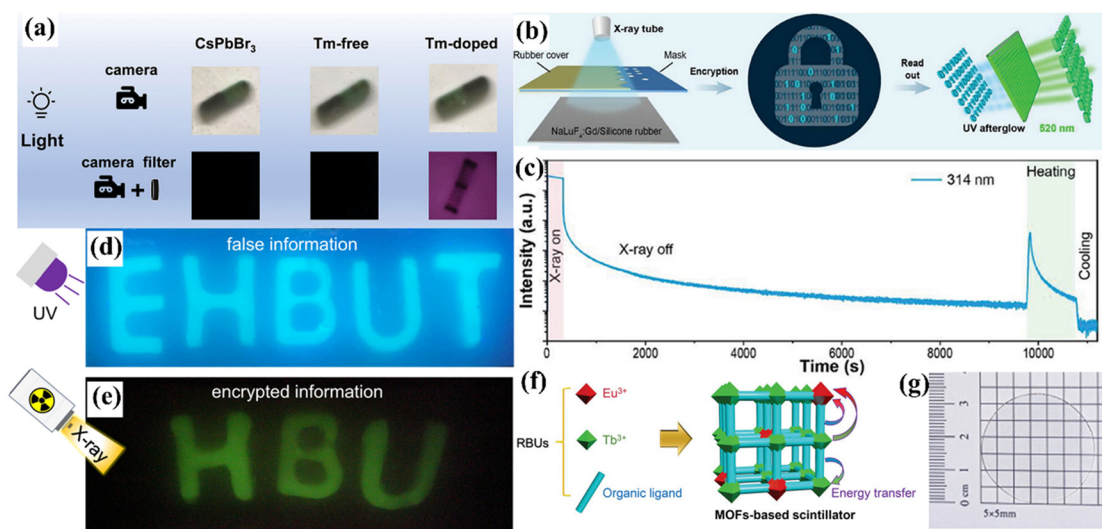 (a)
CsPbBr₃ Tm-free Tm-doped
camera
Light
camera filter
(b)
X-ray tube
Rubber cover
Mask
NaLuF₄:Gd/Silicone rubber
Encryption
Read
out
UV afterglow
520 nm
(c)
Intensity (a.u.)
X-ray on
X-ray off
314 nm
Heating
Cooling
0 2000 4000 6000 8000 10000
Time (s)
(d)
false information
EHBUT
UV
(e)
encrypted information
HBU
X-ray
(f)
RBUs
Eu³⁺
Tb³⁺
Organic ligand
Energy transfer
MOFs-based scintillator
(g)
3
2
1
0 cm
5×5mm